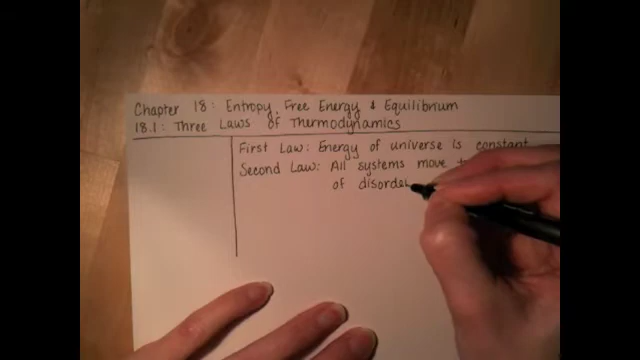 Chapter 18: Entropy, Free Energy & Equilibrium
18.1: Three Laws of Thermodynamics
First Law: Energy of universe is constant
Second Law: All systems move
of disorder